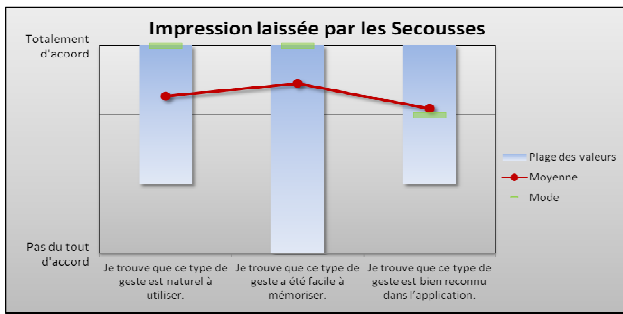 Impression laissée par les Secousses
Totalement
d'accord
Pas du tout
d'accord
Je trouve que ce type de
geste est naturel à
utiliser.
Je trouve que ce type de
geste a été facile à
mémoriser.
Je trouve que ce type de
geste est bien reconnu
dans l'application.
Plage des valeurs
Moyenne
Mode